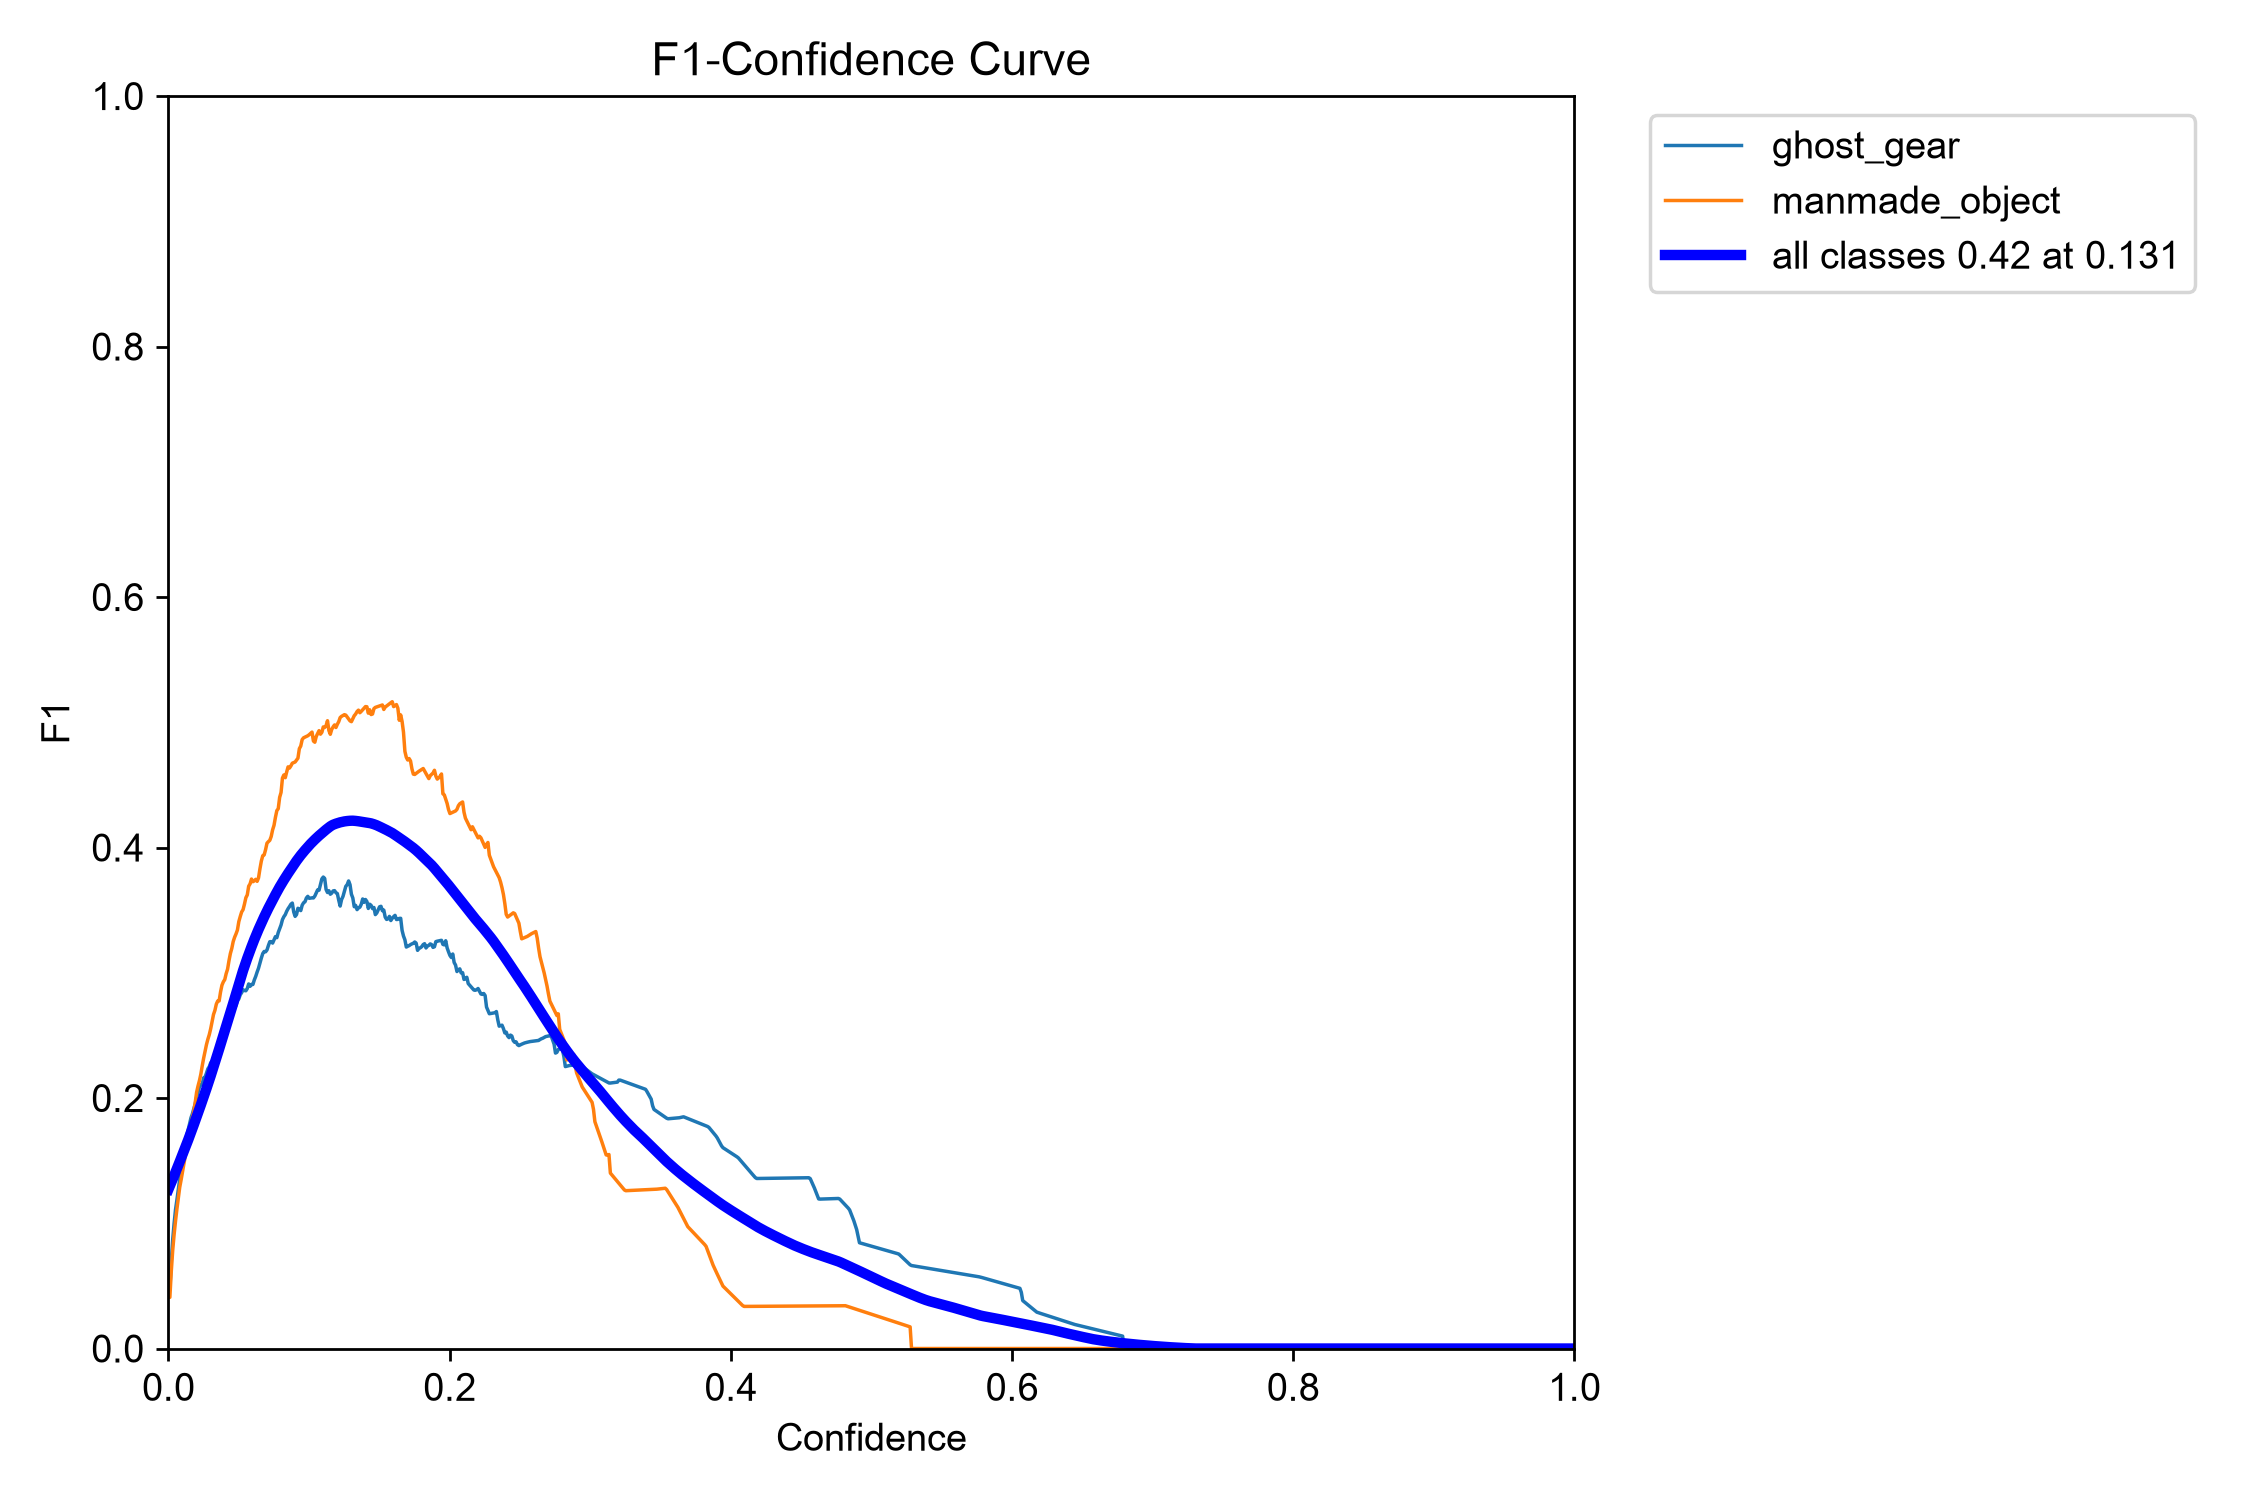 F1-Confidence Curve
1.0
0.8
0.6
0.4
0.2
0.0
F1
0.0 0.2 0.4 0.6 0.8 1.0
Confidence
ghost_gear
manmade_object
all classes 0.42 at 0.131